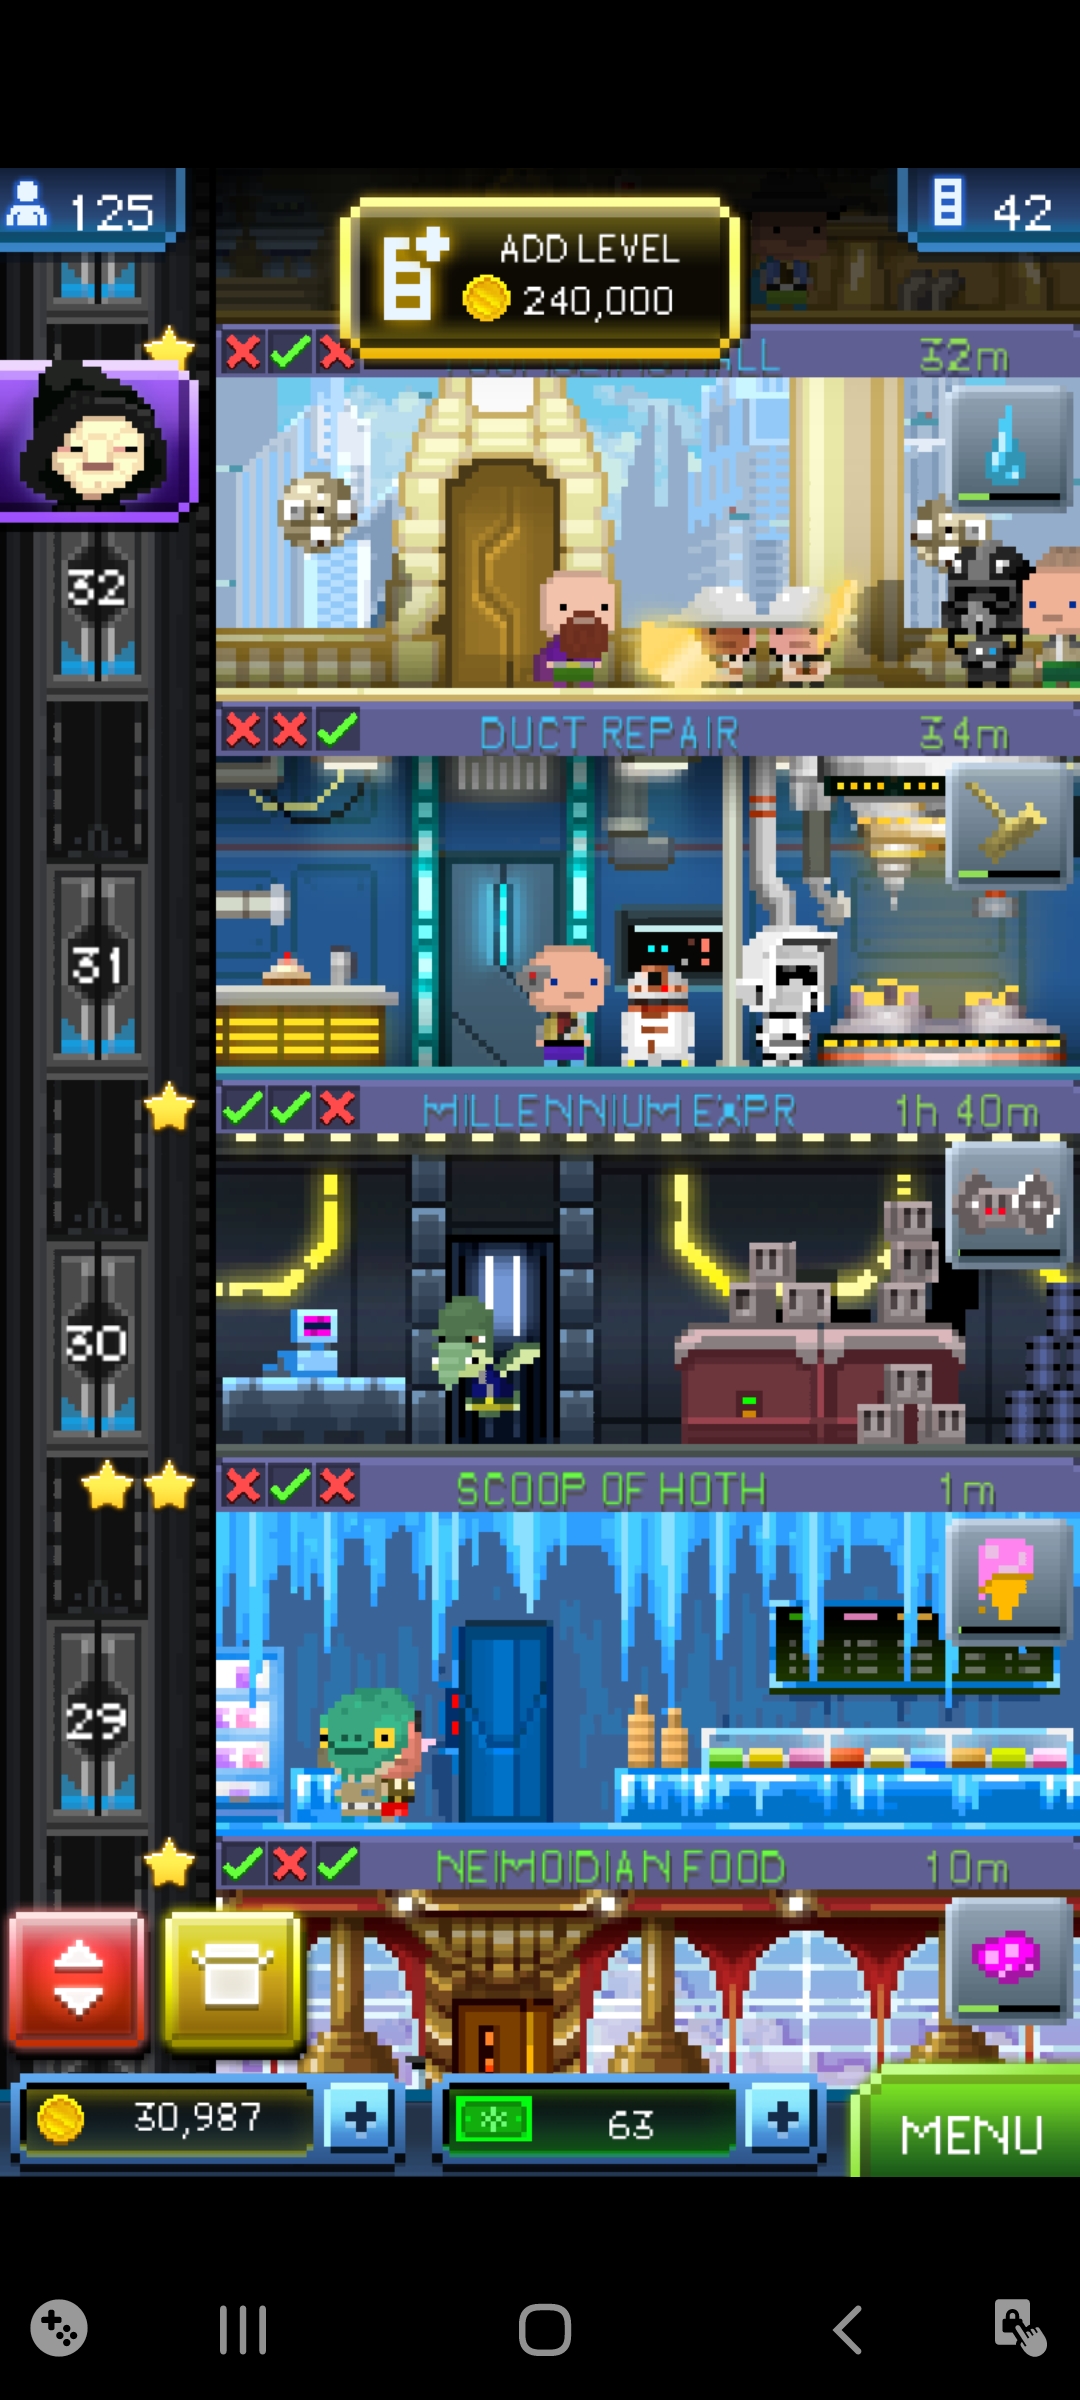 125
ADD LEVEL
240,000
42
ALL
32m
32
DUCT REPAIR
34m
31
MILLENNIUM EXPR
1h 40m
30
SCOOP OF HOTH
1m
29
NEIMOIDIAN FOOD
10m
30,987
63
MENU